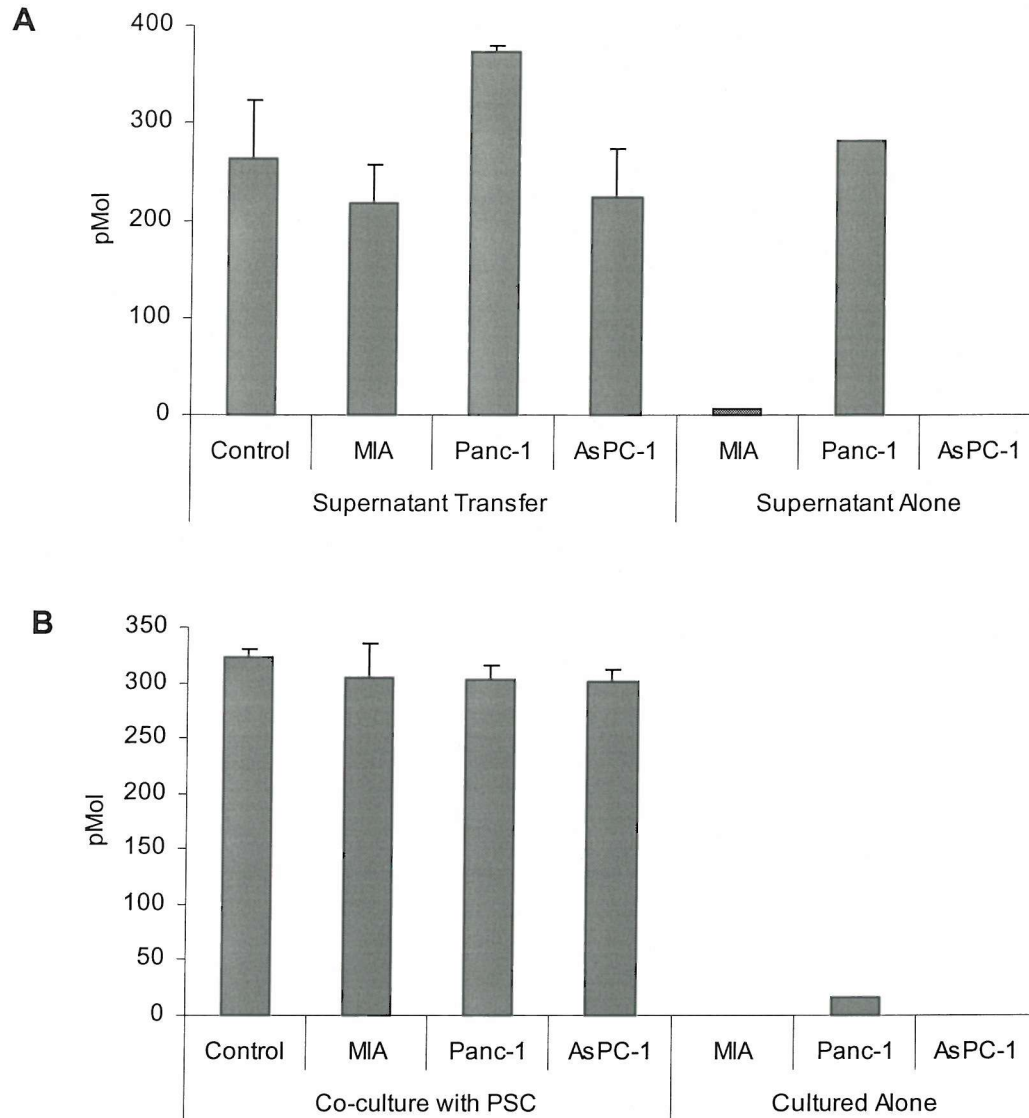 A
400
300
200
100
0
pMol
Control MIA Panc-1 AsPC-1 MIA Panc-1 AsPC-1
Supernatant Transfer Supernatant Alone
B
350
300
250
200
150
100
50
0
pMol
Control MIA Panc-1 AsPC-1 MIA Panc-1 AsPC-1
Co-culture with PSC Cultured Alone